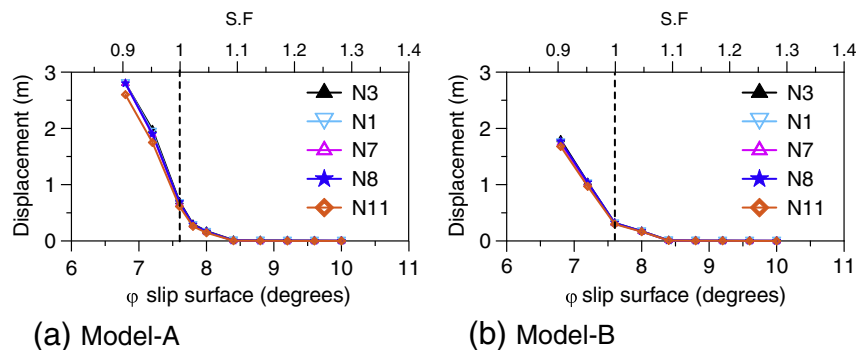 S.F
0.9 1 1.1 1.2 1.3 1.4
3
2
1
0
Displacement (m)
N3
N1
N7
N8
N11
6 7 8 9 10 11
φ slip surface (degrees)
(a) Model-A
S.F
0.9 1 1.1 1.2 1.3 1.4
3
2
1
0
Displacement (m)
N3
N1
N7
N8
N11
6 7 8 9 10 11
φ slip surface (degrees)
(b) Model-B